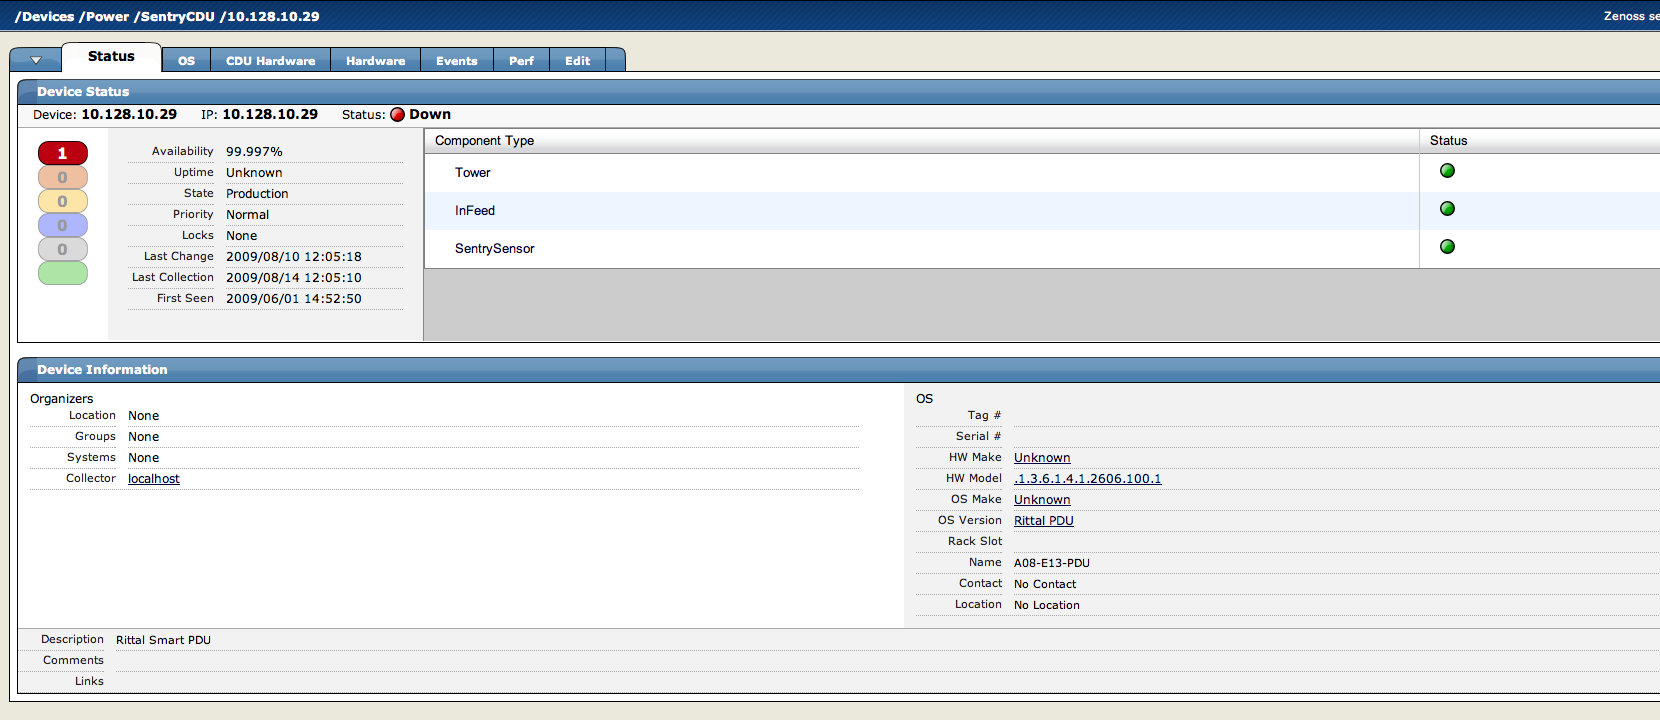 /Devices /Power /SentryCDU /10.128.10.29
Zenoss se
Status
OS
CDU Hardware
Hardware
Events
Perf
Edit
Device Status
Device: 10.128.10.29 IP: 10.128.10.29 Status: Down
1
0
0
0
0
Availability 99.997%
Uptime Unknown
State Production
Priority Normal
Locks None
Last Change 2009/08/10 12:05:18
Last Collection 2009/08/14 12:05:10
First Seen 2009/06/01 14:52:50
Component Type Status
Tower
InFeed
SentrySensor
Device Information
Organizers
Location None
Groups None
Systems None
Collector localhost
OS
Tag #
Serial #
HW Make Unknown
HW Model .1.3.6.1.4.1.2606.100.1
OS Make Unknown
OS Version Rittal PDU
Rack Slot
Name A08-E13-PDU
Contact No Contact
Location No Location
Description Rittal Smart PDU
Comments
Links